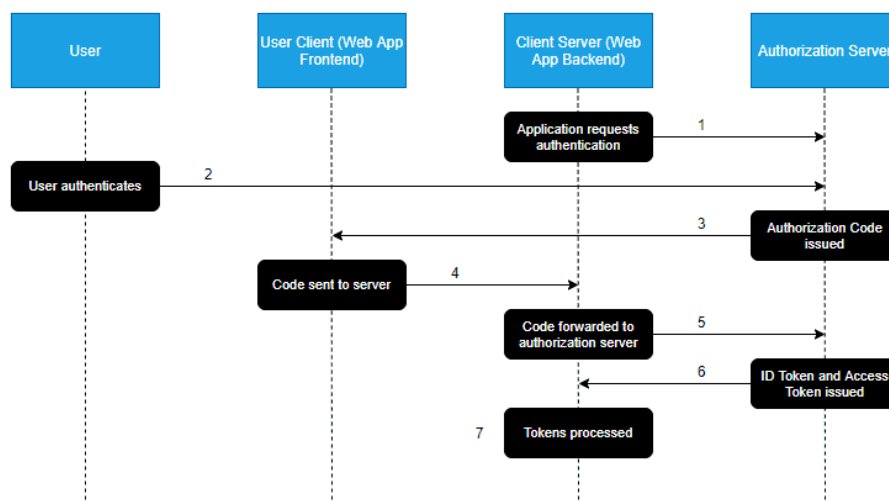 User
User Client (Web App
Frontend)
Client Server (Web
App Backend)
Authorization Server
Application requests
authentication
1
User authenticates
2
3
Authorization Code
issued
Code sent to server
4
Code forwarded to
authorization server
5
6
ID Token and Access
Token issued
7
Tokens processed